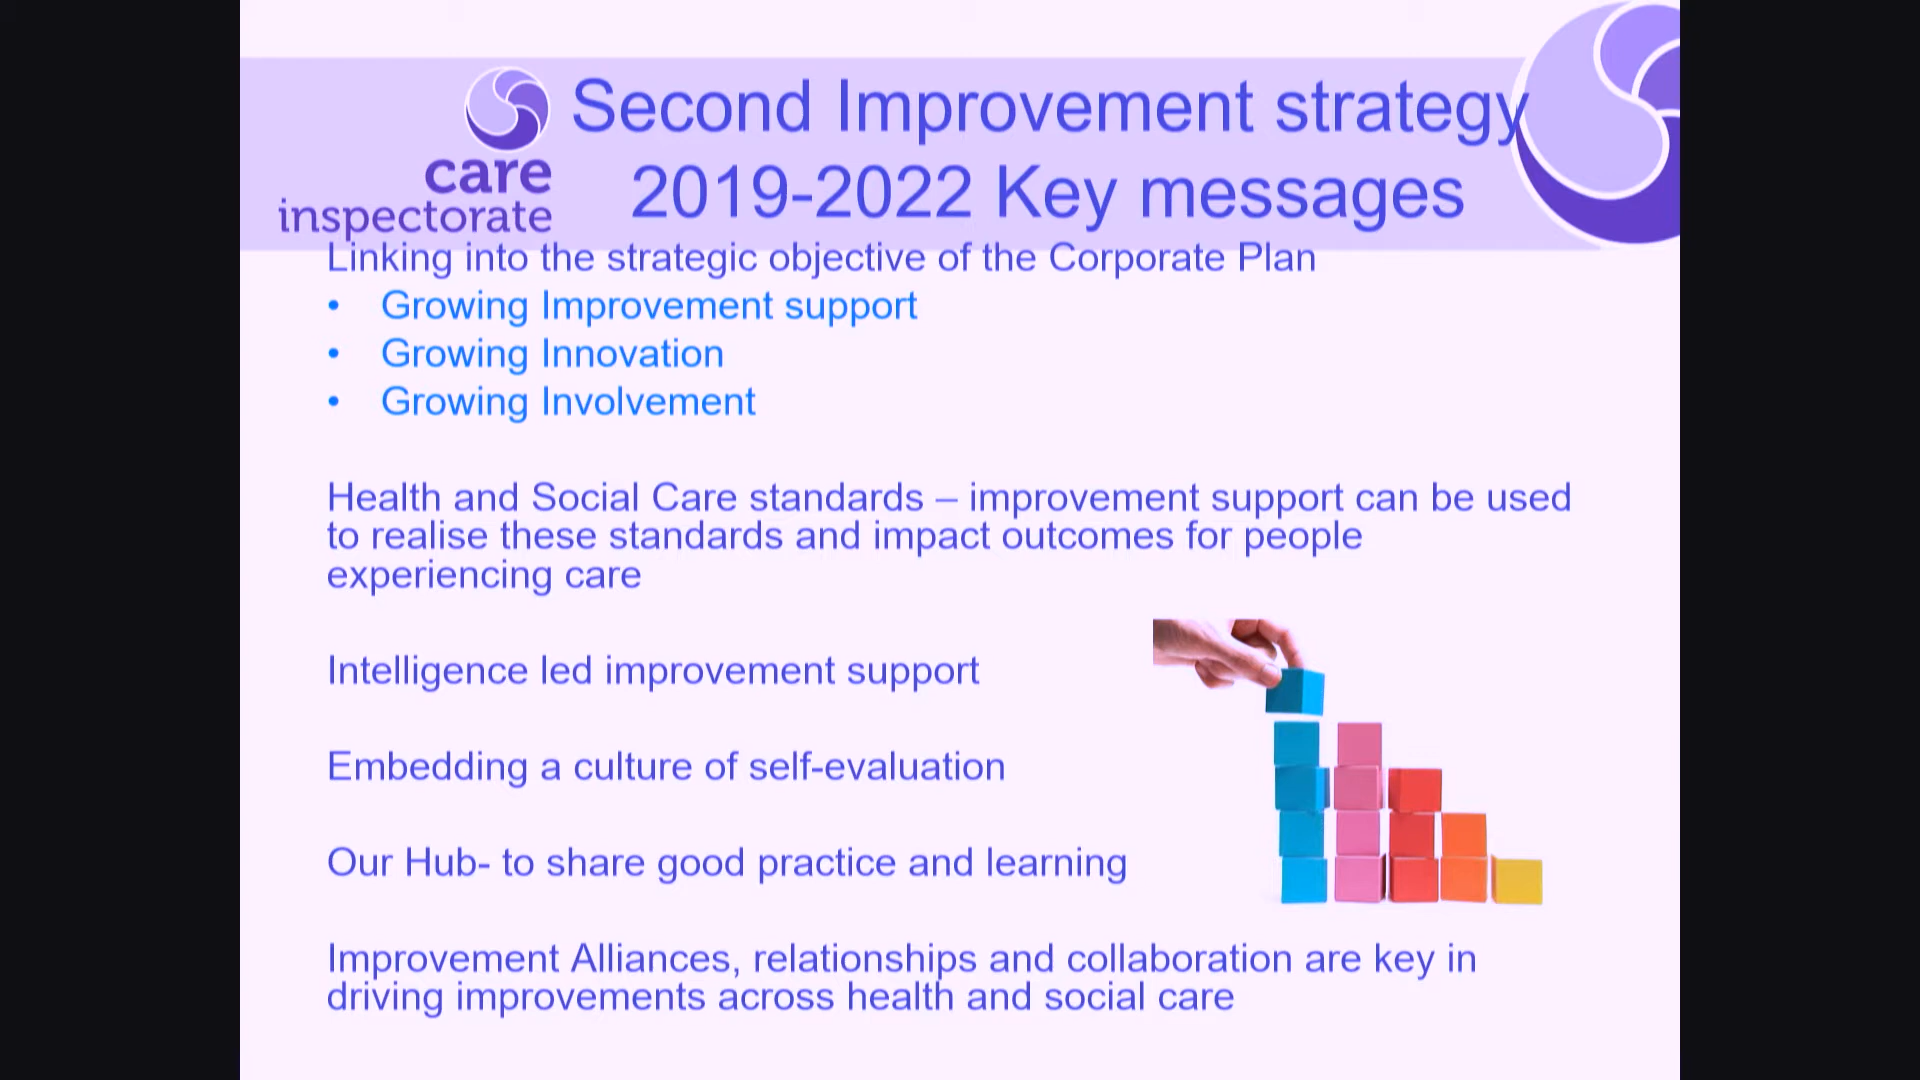 care
inspectorate
Second Improvement strategy
2019-2022 Key messages
Linking into the strategic objective of the Corporate Plan
• Growing Improvement support
• Growing Innovation
• Growing Involvement
Health and Social Care standards – improvement support can be used
to realise these standards and impact outcomes for people
experiencing care
Intelligence led improvement support
Embedding a culture of self-evaluation
Our Hub- to share good practice and learning
Improvement Alliances, relationships and collaboration are key in
driving improvements across health and social care